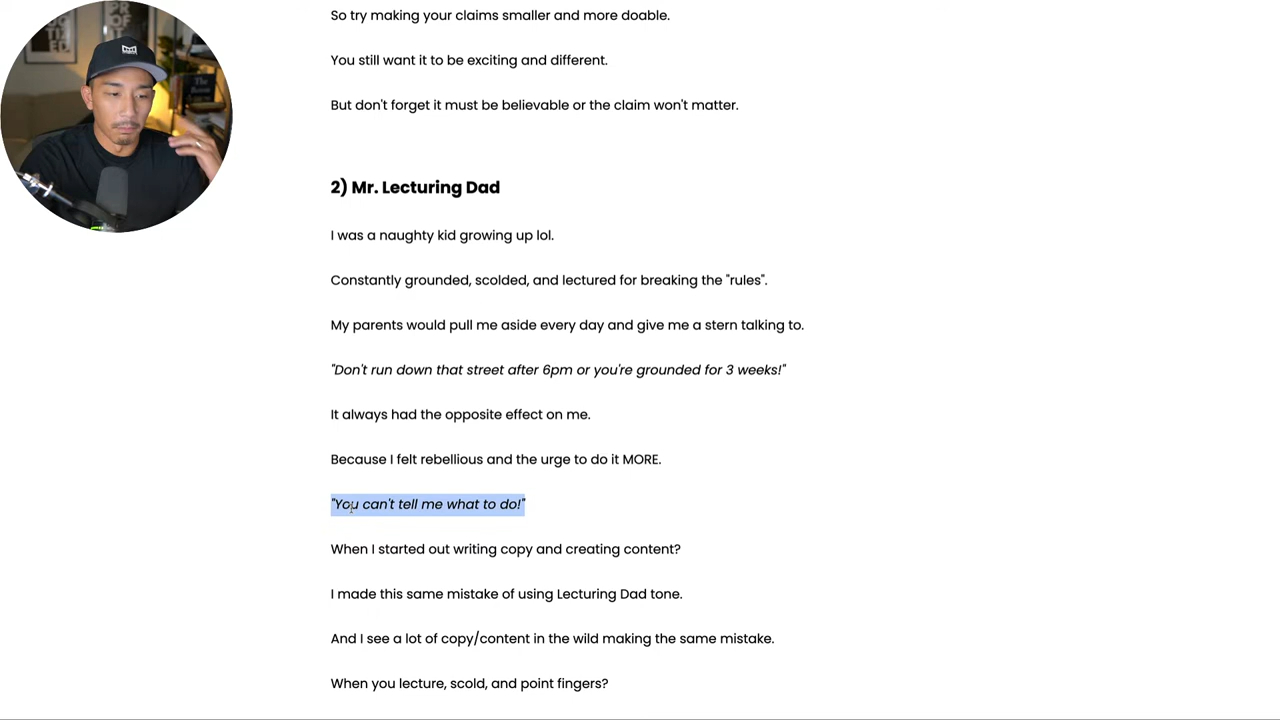 So try making your claims smaller and more doable.
You still want it to be exciting and different.
But don't forget it must be believable or the claim won't matter.
2) Mr. Lecturing Dad
I was a naughty kid growing up lol.
Constantly grounded, scolded, and lectured for breaking the "rules".
My parents would pull me aside every day and give me a stern talking to.
"Don't run down that street after 6pm or you're grounded for 3 weeks!"
It always had the opposite effect on me.
Because I felt rebellious and the urge to do it MORE.
"You can't tell me what to do!"
When I started out writing copy and creating content?
I made this same mistake of using Lecturing Dad tone.
And I see a lot of copy/content in the wild making the same mistake.
When you lecture, scold, and point fingers?